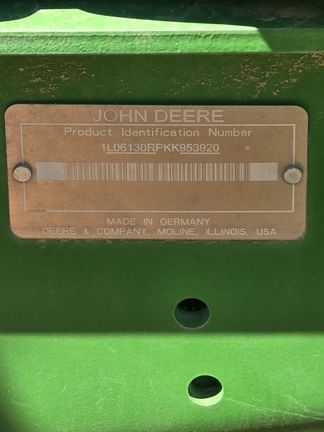 JOHN DEERE
Product Identification Number
1L06130RPKK953920
MADE IN GERMANY
DEERE & COMPANY, MOLINE, ILLINOIS, USA